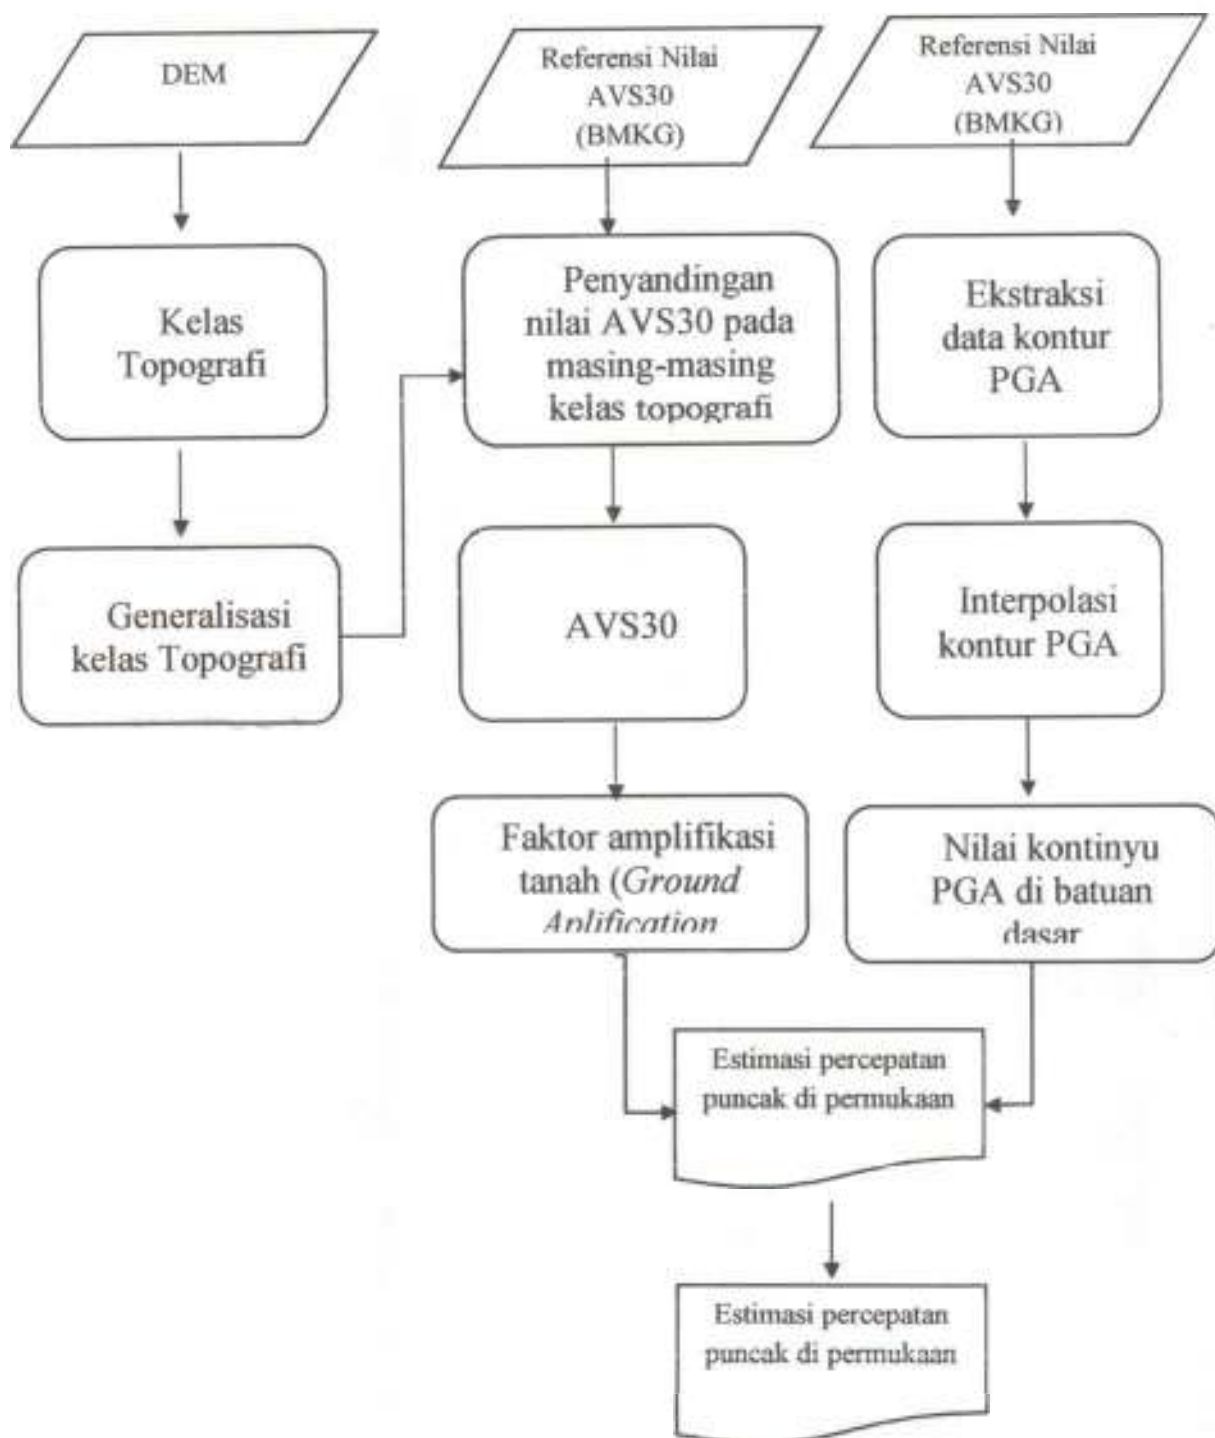 DEM
Referensi Nilai
AVS30
(BMKG)
Referensi Nilai
AVS30
(BMKG)
Kelas
Topografi
Penyandingan
nilai AVS30 pada
masing-masing
kelas topografi
Ekstraksi
data kontur
PGA
Generalisasi
kelas Topografi
AVS30
Interpolasi
kontur PGA
Faktor amplifikasi
tanah (Ground
Aplification
Nilai kontinyu
PGA di batuan
dasar
Estimasi percepatan
puncak di permukaan
Estimasi percepatan
puncak di permukaan